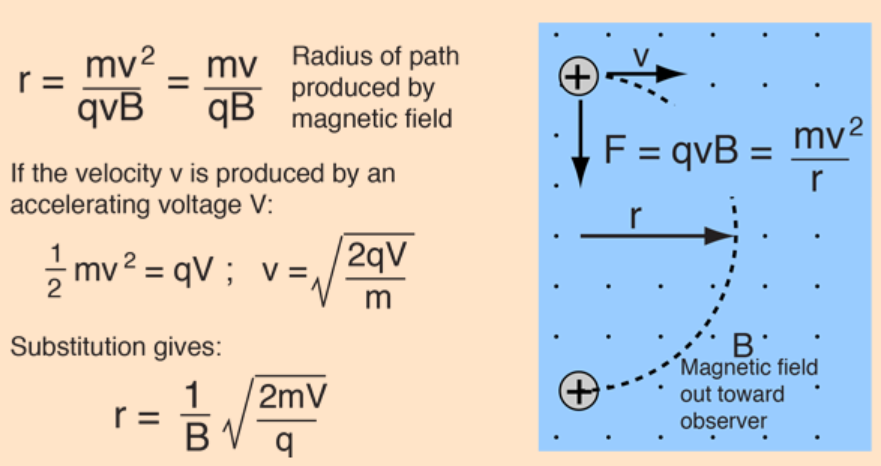 r = mv²/qvB = mv/qB
Radius of path
produced by
magnetic field
If the velocity v is produced by an
accelerating voltage V:
½ mv² = qV ; v = √(2qV/m)
Substitution gives:
r = 1/B √(2mV/q)
+ v
F = qvB = mv²/r
r
B
Magnetic field
out toward
observer
+